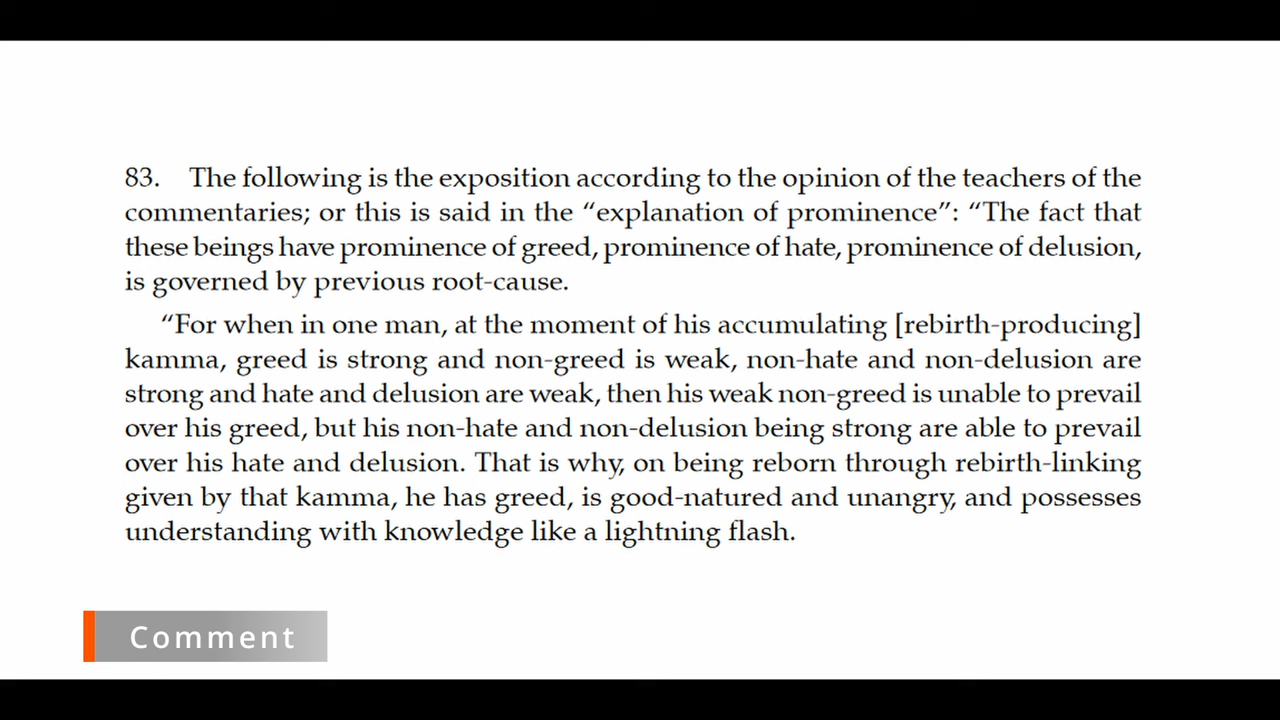 83. The following is the exposition according to the opinion of the teachers of the
commentaries; or this is said in the “explanation of prominence”: “The fact that
these beings have prominence of greed, prominence of hate, prominence of delusion,
is governed by previous root-cause.
“For when in one man, at the moment of his accumulating [rebirth-producing]
kamma, greed is strong and non-greed is weak, non-hate and non-delusion are
strong and hate and delusion are weak, then his weak non-greed is unable to prevail
over his greed, but his non-hate and non-delusion being strong are able to prevail
over his hate and delusion. That is why, on being reborn through rebirth-linking
given by that kamma, he has greed, is good-natured and unangry, and possesses
understanding with knowledge like a lightning flash.
Comment